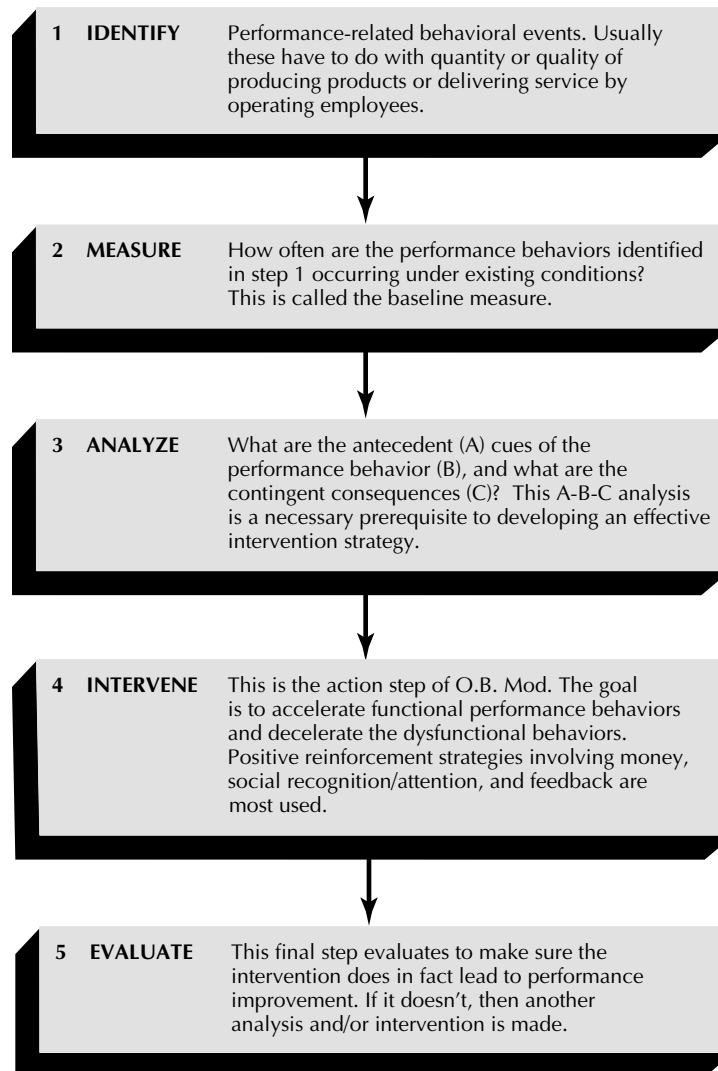 1 IDENTIFY Performance-related behavioral events. Usually
these have to do with quantity or quality of
producing products or delivering service by
operating employees.
2 MEASURE How often are the performance behaviors identified
in step 1 occurring under existing conditions?
This is called the baseline measure.
3 ANALYZE What are the antecedent (A) cues of the
performance behavior (B), and what are the
contingent consequences (C)? This A-B-C analysis
is a necessary prerequisite to developing an effective
intervention strategy.
4 INTERVENE This is the action step of O.B. Mod. The goal
is to accelerate functional performance behaviors
and decelerate the dysfunctional behaviors.
Positive reinforcement strategies involving money,
social recognition/attention, and feedback are
most used.
5 EVALUATE This final step evaluates to make sure the
intervention does in fact lead to performance
improvement. If it doesn't, then another
analysis and/or intervention is made.